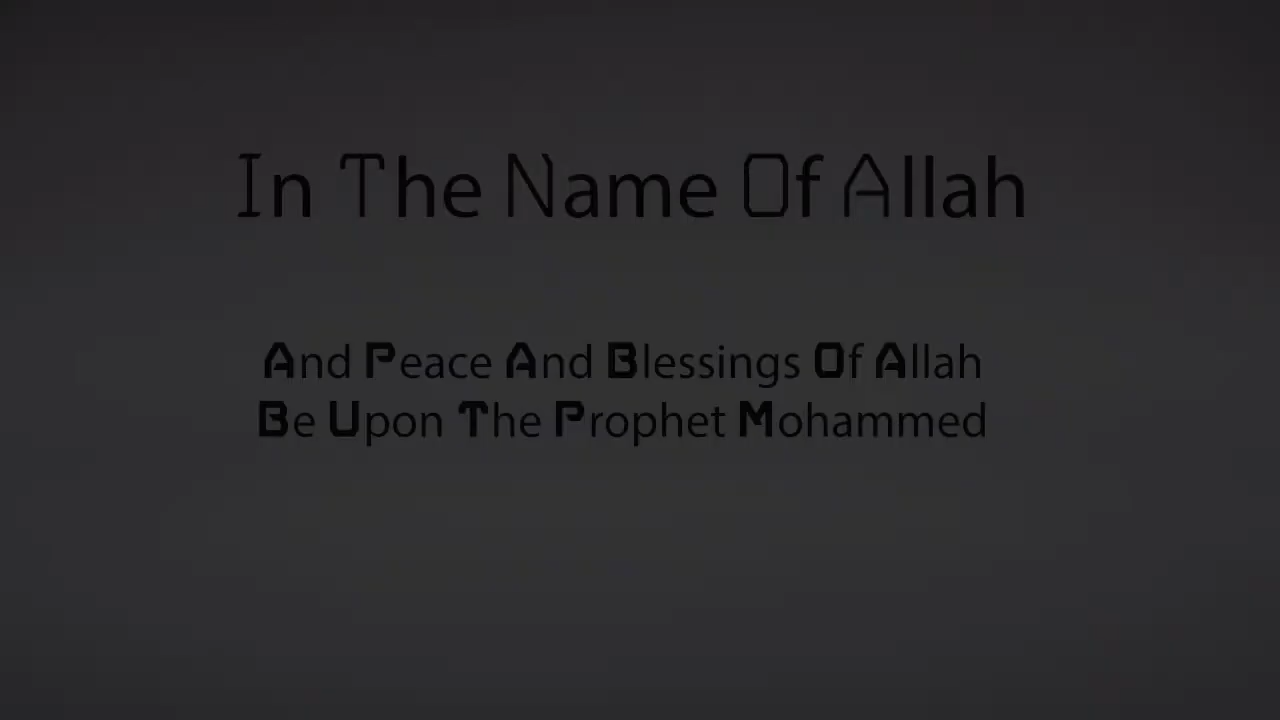 In The Name Of Allah
And Peace And Blessings Of Allah
Be Upon The Prophet Mohammed